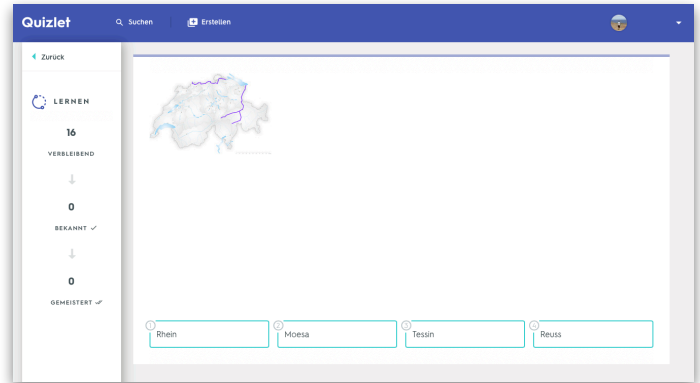 Quizlet
Suchen
Erstellen
Zurück
LERNEN
16
VERBLEIBEND
0
BEKANNT
0
GEMEISTERT
1 Rhein
2 Moesa
3 Tessin
4 Reuss